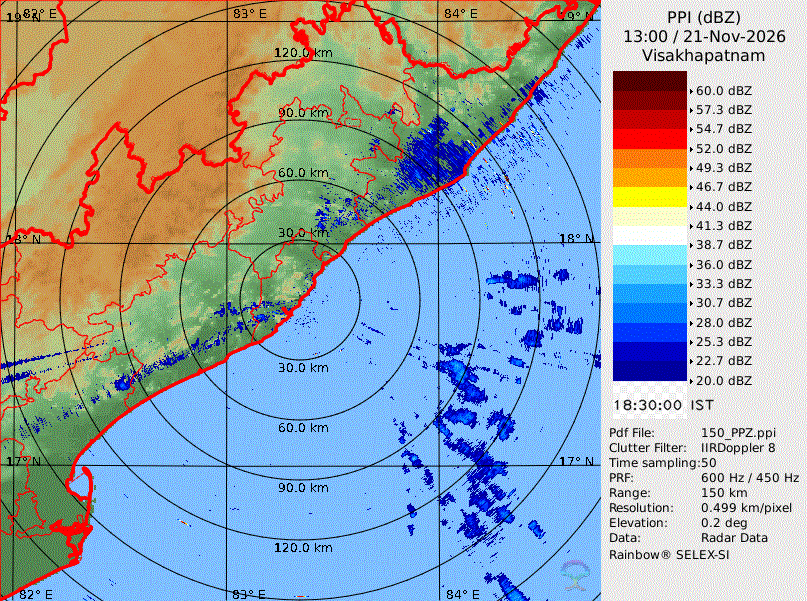 82° E
83° E
84° E
19° N
19° N
120.0 km
90.0 km
60.0 km
30.0 km
18° N
18° N
30.0 km
60.0 km
17° N
17° N
90.0 km
120.0 km
82° E
83° E
84° E
PPI (dBZ)
13:00 / 21-Nov-2026
Visakhapatnam
60.0 dBZ
57.3 dBZ
54.7 dBZ
52.0 dBZ
49.3 dBZ
46.7 dBZ
44.0 dBZ
41.3 dBZ
38.7 dBZ
36.0 dBZ
33.3 dBZ
30.7 dBZ
28.0 dBZ
25.3 dBZ
22.7 dBZ
20.0 dBZ
18:30:00 IST
Pdf File: 150_PPZ.ppi
Clutter Filter: IIRDoppler 8
Time sampling:50
PRF: 600 Hz / 450 Hz
Range: 150 km
Resolution: 0.499 km/pixel
Elevation: 0.2 deg
Data: Radar Data
Rainbow® SELEX-SI